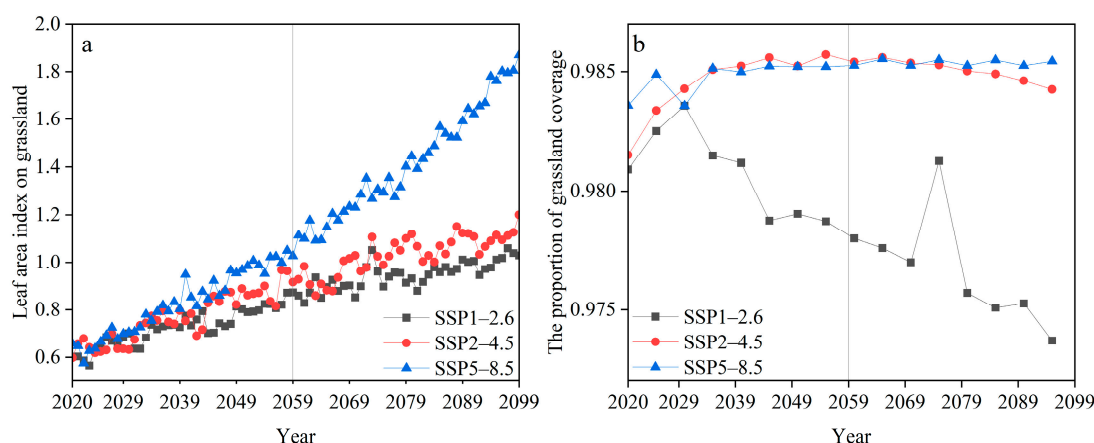 a
Leaf area index on grassland
2.0
1.8
1.6
1.4
1.2
1.0
0.8
0.6
SSP1–2.6
SSP2–4.5
SSP5–8.5
2020 2029 2039 2049 2059 2069 2079 2089 2099
Year
b
The proportion of grassland coverage
0.985
0.980
0.975
SSP1–2.6
SSP2–4.5
SSP5–8.5
2020 2029 2039 2049 2059 2069 2079 2089 2099
Year